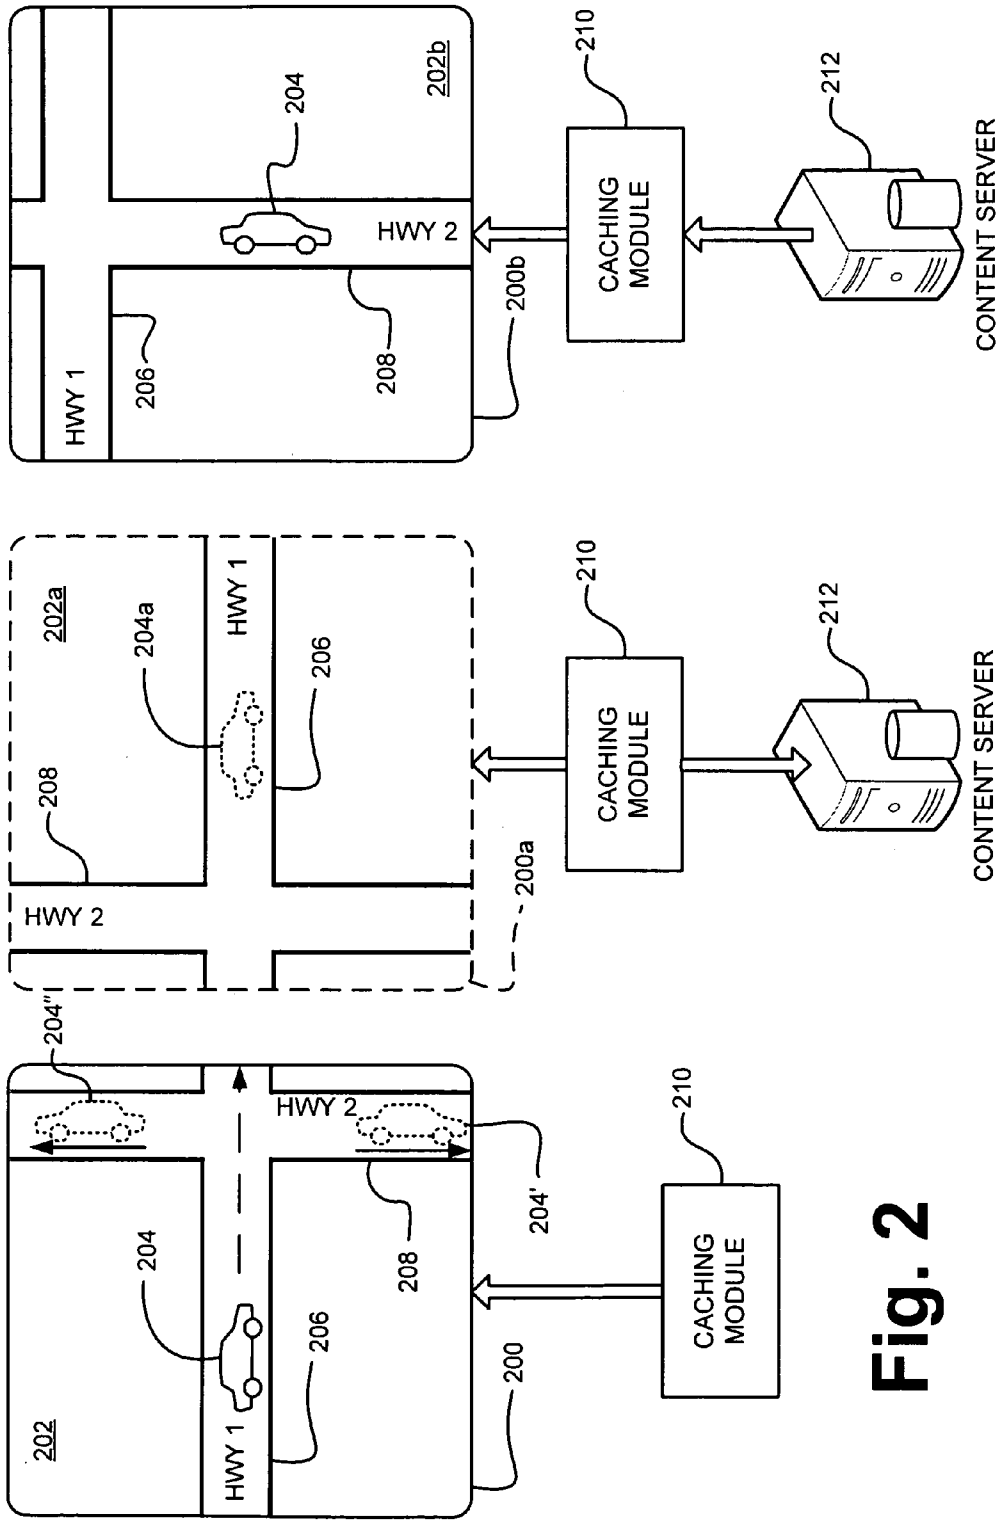 202
204"
204
HWY 1
HWY 2
206
208
204'
200
210
CACHING
MODULE
HWY 2
208
202a
204a
HWY 1
206
200a
210
CACHING
MODULE
212
CONTENT SERVER
HWY 1
206
204
208
HWY 2
202b
200b
210
CACHING
MODULE
212
CONTENT SERVER
Fig. 2